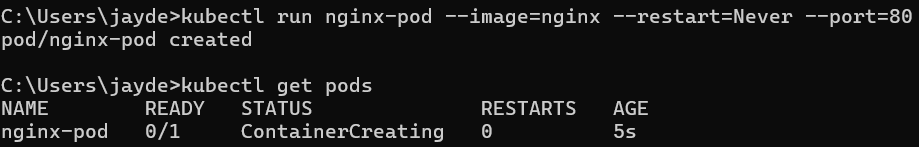 C:\Users\jayde>kubectl run nginx-pod --image=nginx --restart=Never --port=80
pod/nginx-pod created
C:\Users\jayde>kubectl get pods
NAME        READY   STATUS              RESTARTS   AGE
nginx-pod   0/1     ContainerCreating   0          5s